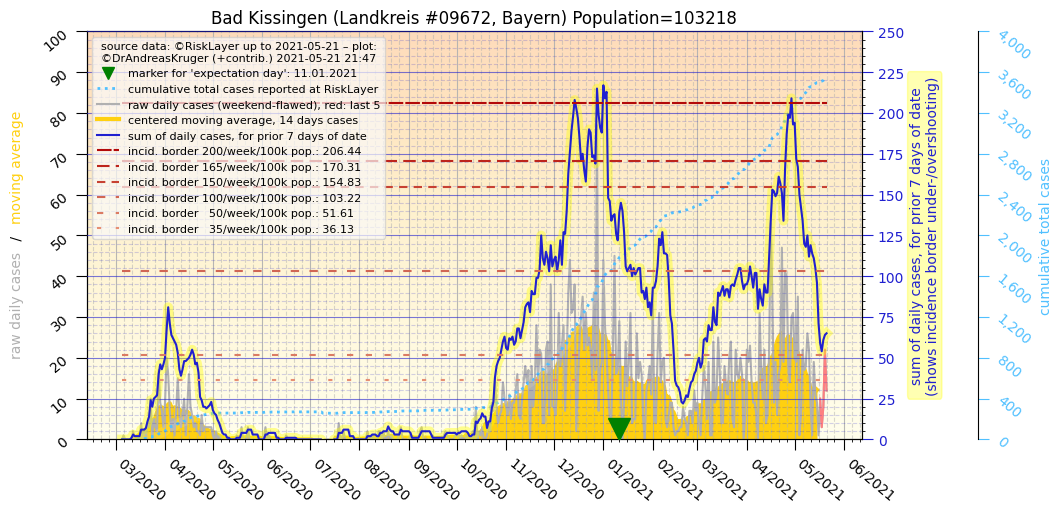 Bad Kissingen (Landkreis #09672, Bayern) Population=103218
source data: ©RiskLayer up to 2021-05-21 – plot:
©DrAndreasKruger (+contrib.) 2021-05-21 21:47
marker for 'expectation day': 11.01.2021
cumulative total cases reported at RiskLayer
raw daily cases (weekend-flawed), red: last 5
centered moving average, 14 days cases
sum of daily cases, for prior 7 days of date
incid. border 200/week/100k pop.: 206.44
incid. border 165/week/100k pop.: 170.31
incid. border 150/week/100k pop.: 154.83
incid. border 100/week/100k pop.: 103.22
incid. border 50/week/100k pop.: 51.61
incid. border 35/week/100k pop.: 36.13
raw daily cases / moving average
100
90
80
70
60
50
40
30
20
10
0
03/2020
04/2020
05/2020
06/2020
07/2020
08/2020
09/2020
10/2020
11/2020
12/2020
01/2021
02/2021
03/2021
04/2021
05/2021
06/2021
250
225
200
175
150
125
100
75
50
25
0
sum of daily cases, for prior 7 days of date
(shows incidence border under-/overshooting)
4,000
3,600
3,200
2,800
2,400
2,000
1,600
1,200
800
400
0
cumulative total cases